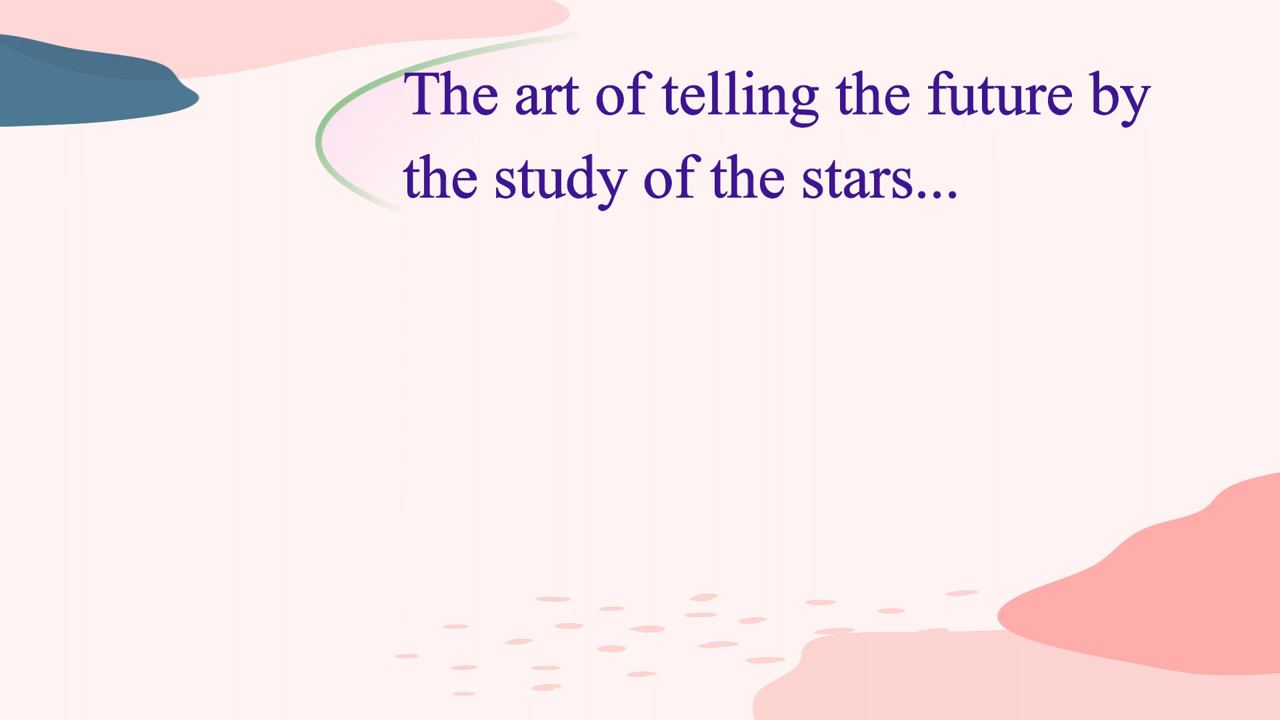 The art of telling the future by
the study of the stars...